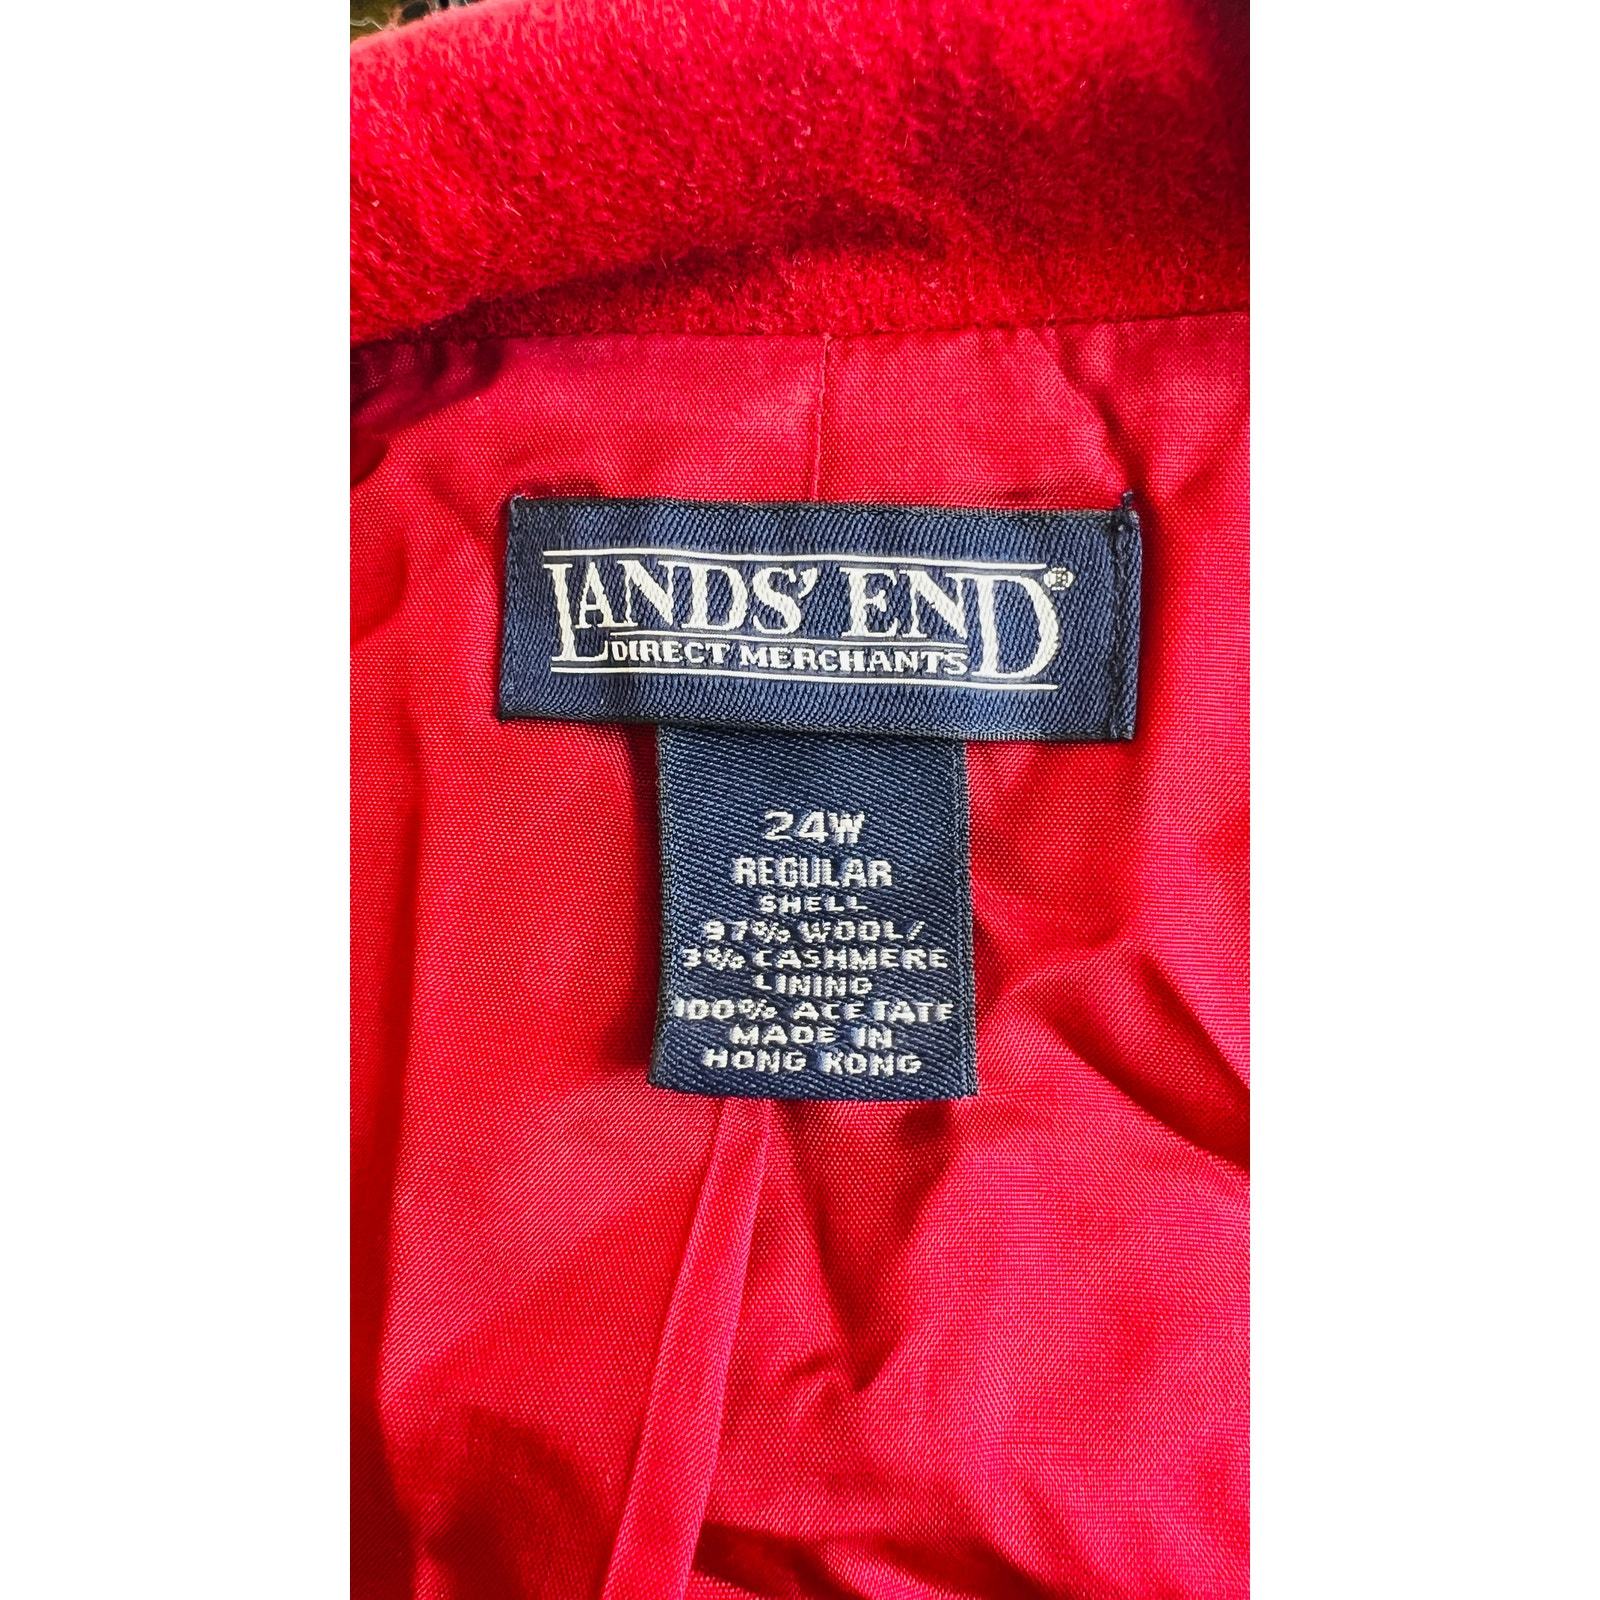 LANDS' END®
DIRECT MERCHANTS
24W
REGULAR
SHELL
97% WOOL/
3% CASHMERE
LINING
100% ACETATE
MADE IN
HONG KONG